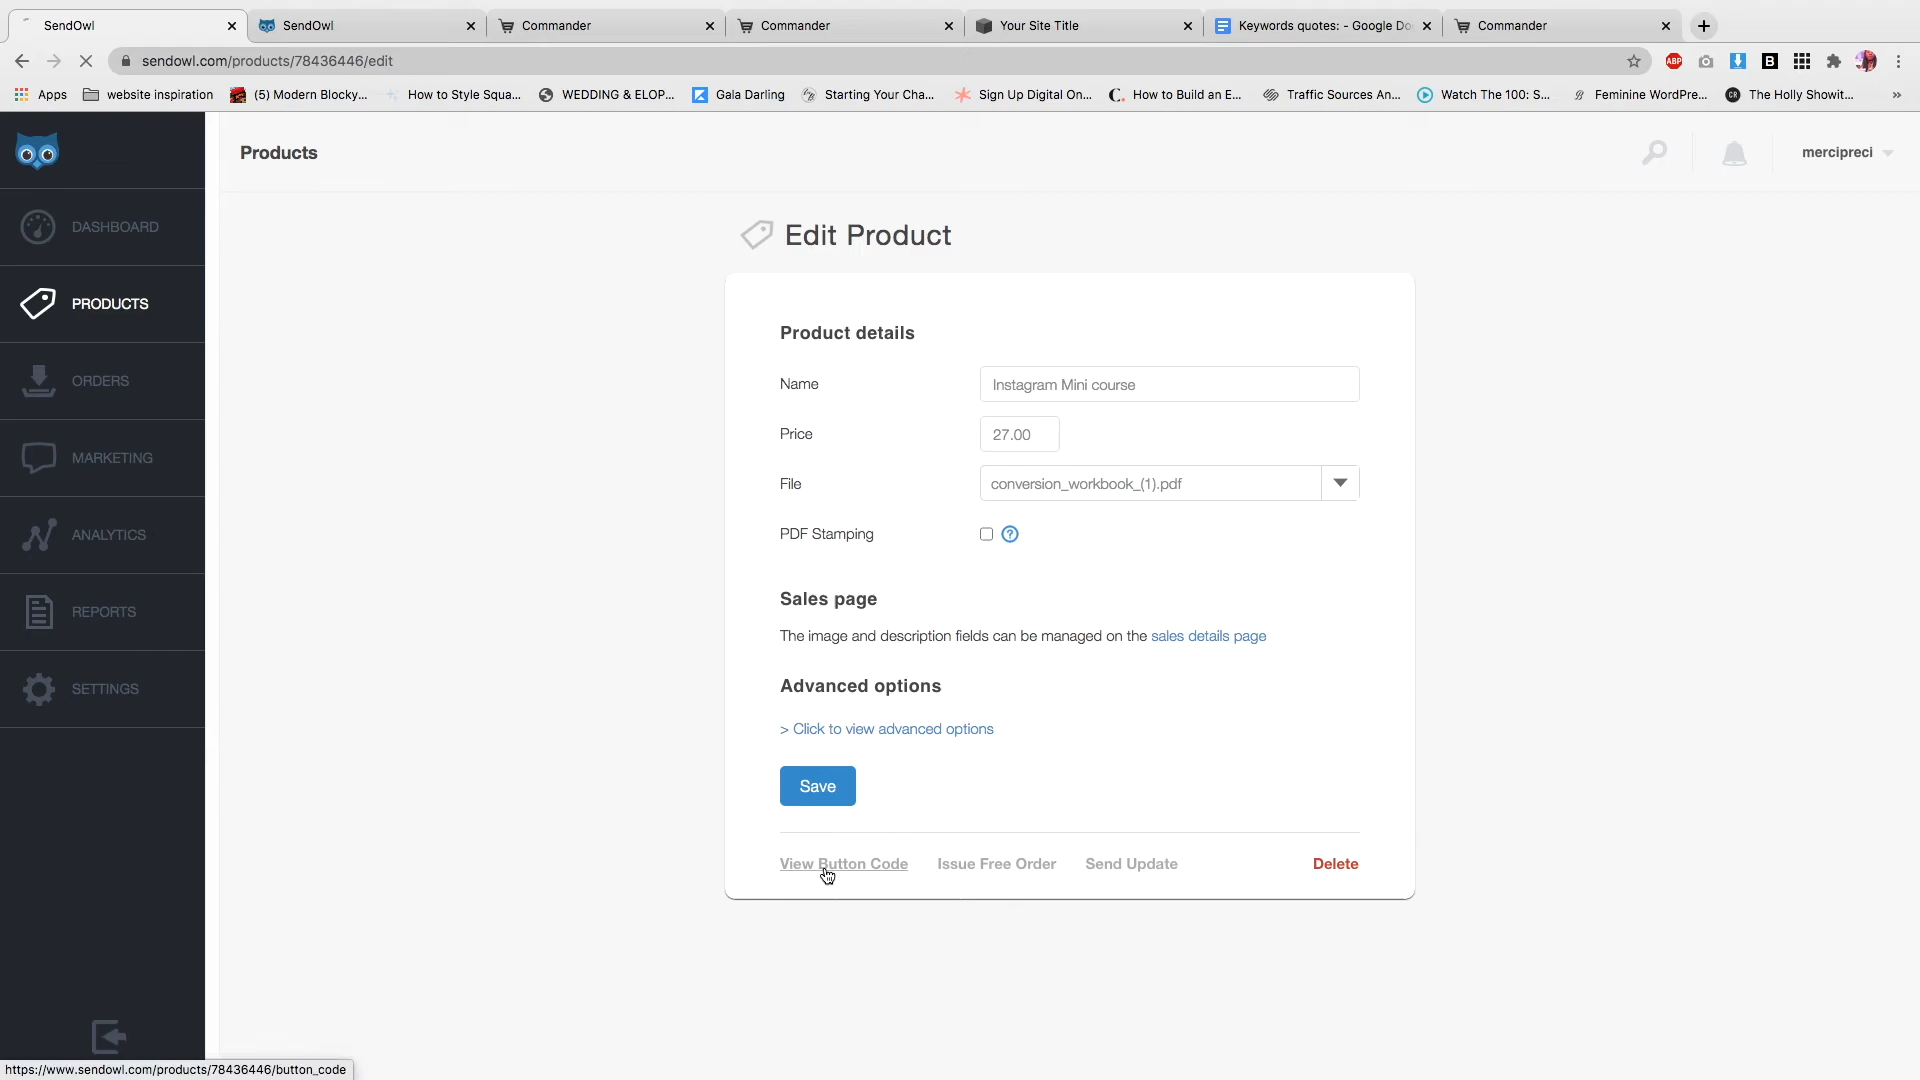 SendOwl
SendOwl
Commander
Commander
Your Site Title
Keywords quotes: - Google Do
Commander
sendowl.com/products/78436446/edit
ABP
B
Apps
website inspiration
(5) Modern Blocky...
How to Style Squa...
WEDDING & ELOP...
Gala Darling
Starting Your Cha...
Sign Up Digital On...
How to Build an E...
Traffic Sources An...
Watch The 100: S...
Feminine WordPre...
CR
The Holly Showit...
»
Products
mercipreci
DASHBOARD
PRODUCTS
ORDERS
MARKETING
ANALYTICS
REPORTS
SETTINGS
Edit Product
Product details
Name
Instagram Mini course
Price
27.00
File
conversion_workbook_(1).pdf
PDF Stamping
?
Sales page
The image and description fields can be managed on the sales details page
Advanced options
> Click to view advanced options
Save
View Button Code
Issue Free Order
Send Update
Delete
https://www.sendowl.com/products/78436446/button_code